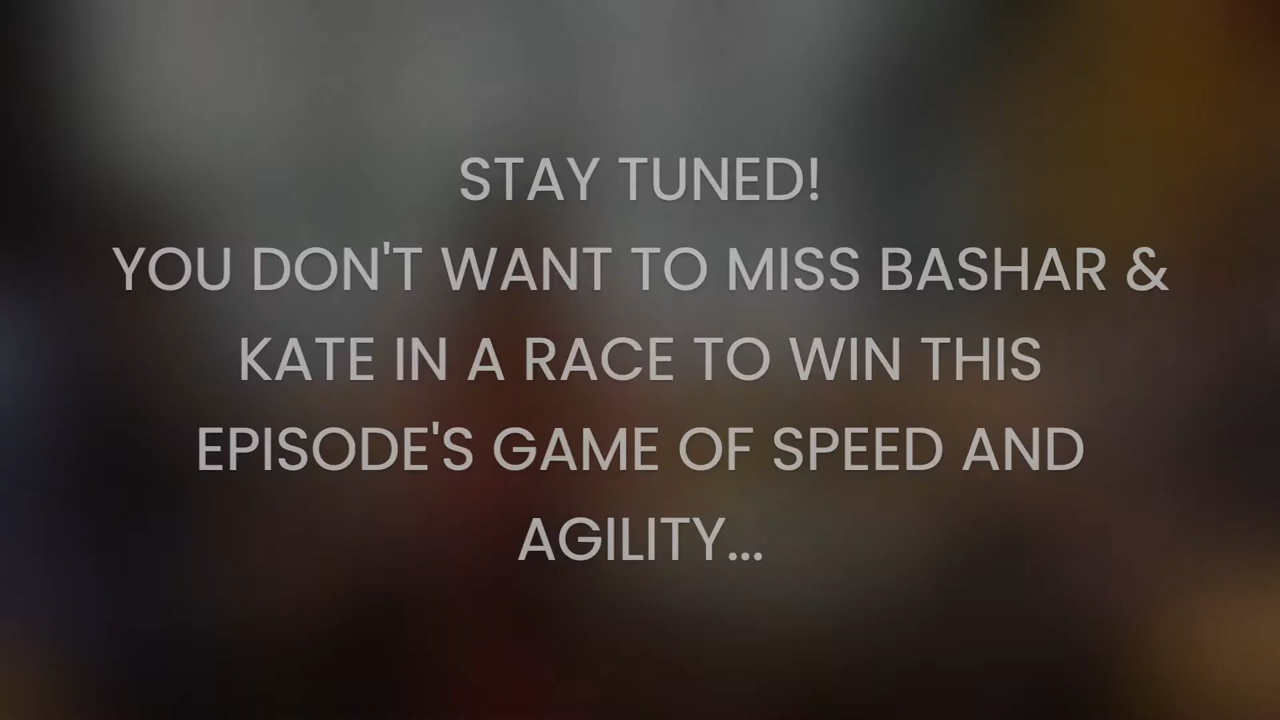 STAY TUNED!
YOU DON'T WANT TO MISS BASHAR &
KATE IN A RACE TO WIN THIS
EPISODE'S GAME OF SPEED AND
AGILITY...